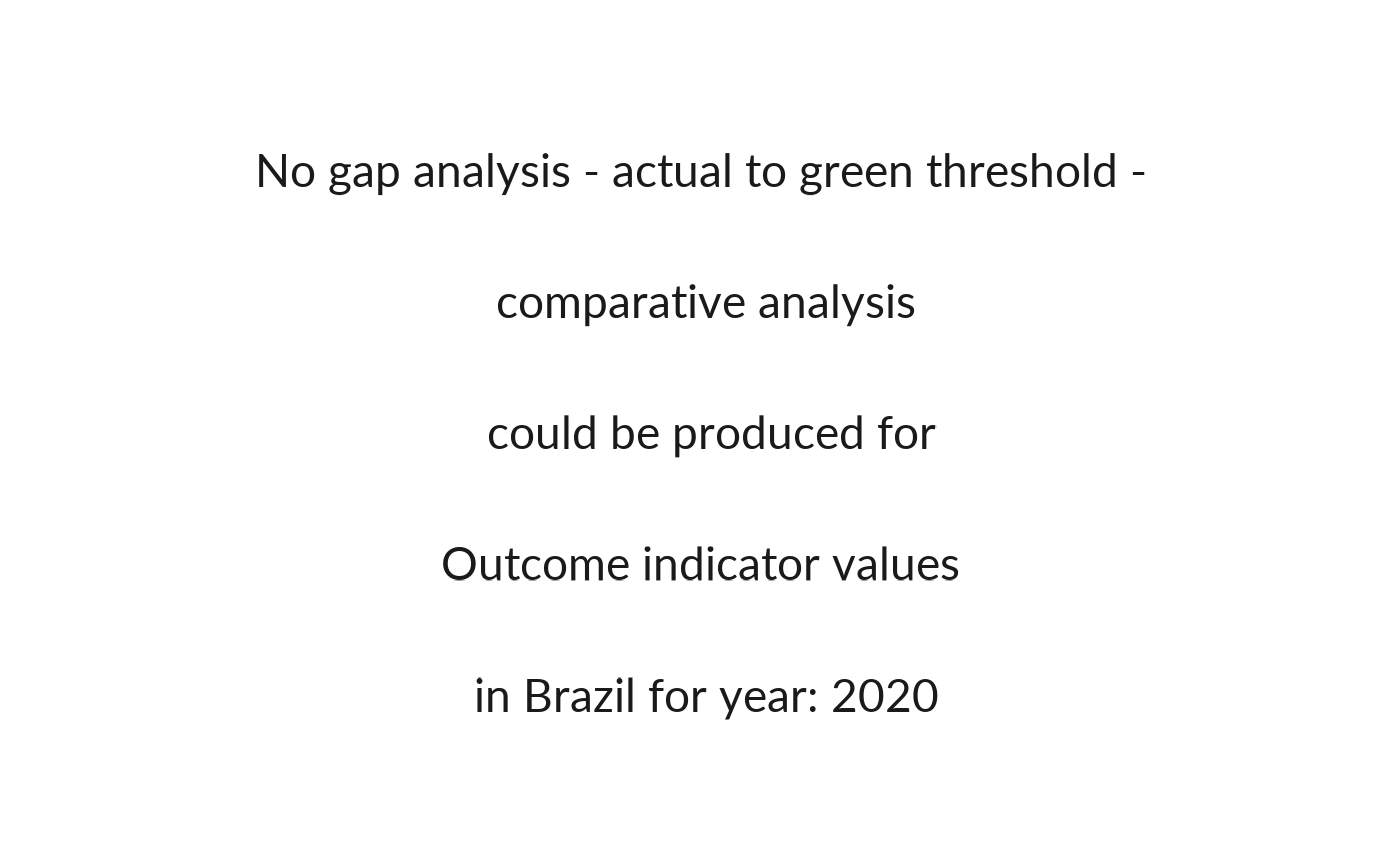 No gap analysis - actual to green threshold -
comparative analysis
could be produced for
Outcome indicator values
in Brazil for year: 2020